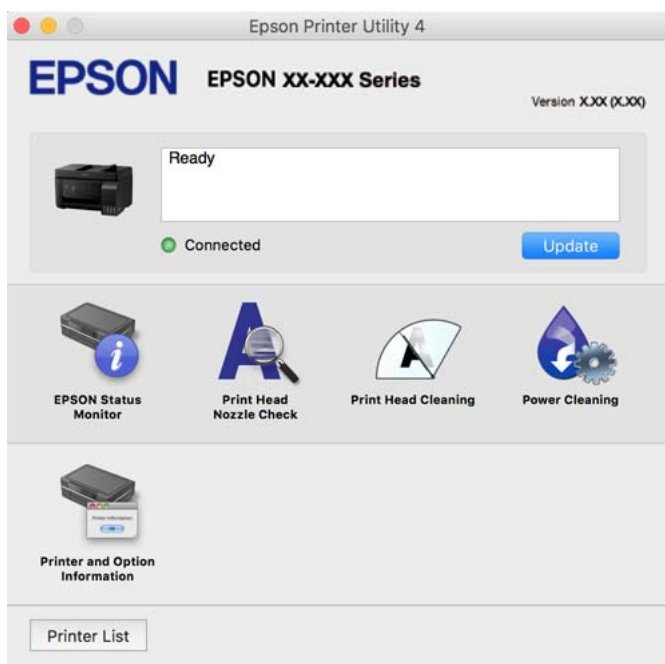 Epson Printer Utility 4
EPSON
EPSON XX-XXX Series
Version X.XX (X.XX)
Ready
Connected
Update
EPSON Status
Monitor
Print Head
Nozzle Check
Print Head Cleaning
Power Cleaning
Printer and Option
Information
Printer List